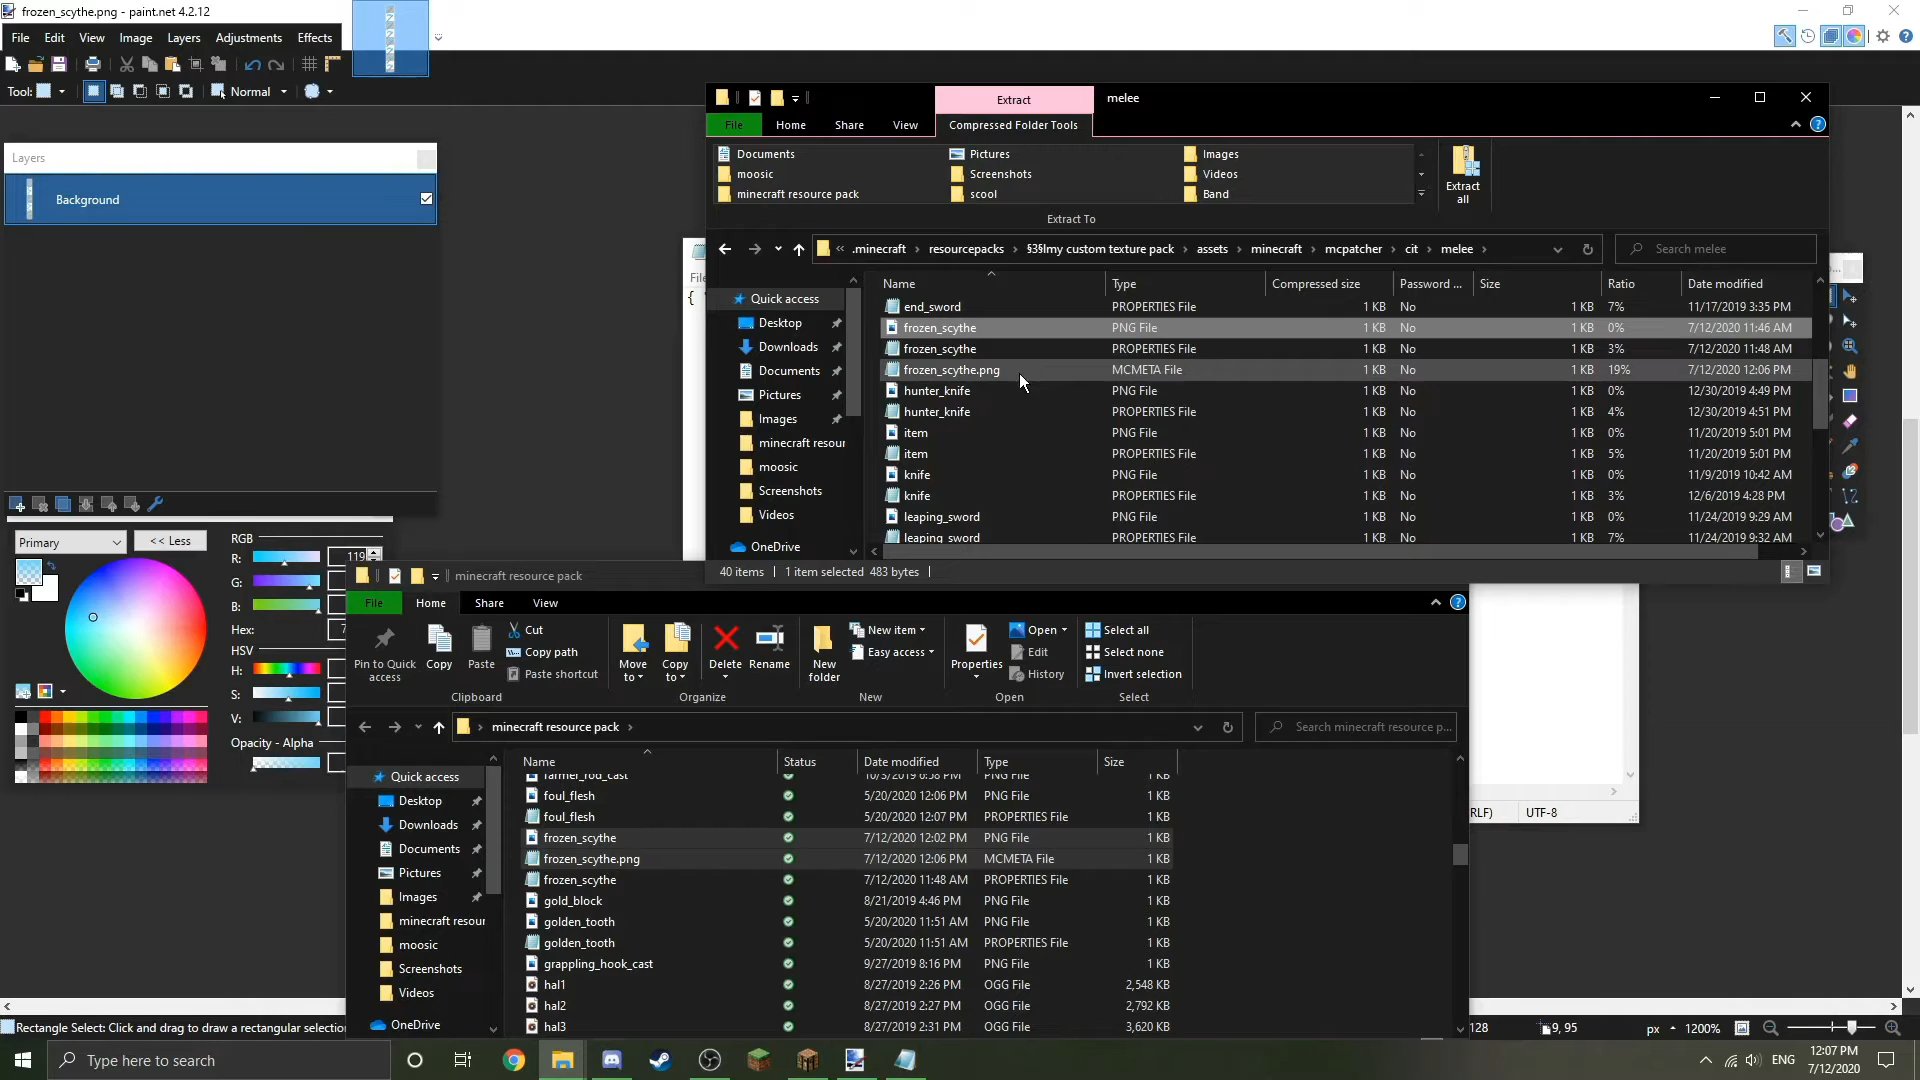 frozen_scythe.png - paint.net 4.2.12
File Edit View Image Layers Adjustments Effects
Tool: Normal
Layers
Background
Primary << Less
RGB
R: 119
G:
B:
Hex: 7
HSV
H:
S:
V:
Opacity - Alpha
Extract melee
File Home Share View Compressed Folder Tools
Documents Pictures Images
moosic Screenshots Videos
minecraft resource pack scool Band
Extract To
Extract all
« .minecraft › resourcepacks › §3§lmy custom texture pack › assets › minecraft › mcpatcher › cit › melee ›
Search melee
Name Type Compressed size Password ... Size Ratio Date modified
Quick access
Desktop
Downloads
Documents
Pictures
Images
minecraft resour
moosic
Screenshots
Videos
OneDrive
end_sword PROPERTIES File 1 KB No 1 KB 7% 11/17/2019 3:35 PM
frozen_scythe PNG File 1 KB No 1 KB 0% 7/12/2020 11:46 AM
frozen_scythe PROPERTIES File 1 KB No 1 KB 3% 7/12/2020 11:48 AM
frozen_scythe.png MCMETA File 1 KB No 1 KB 19% 7/12/2020 12:06 PM
hunter_knife PNG File 1 KB No 1 KB 0% 12/30/2019 4:49 PM
hunter_knife PROPERTIES File 1 KB No 1 KB 4% 12/30/2019 4:51 PM
item PNG File 1 KB No 1 KB 0% 11/20/2019 5:01 PM
item PROPERTIES File 1 KB No 1 KB 5% 11/20/2019 5:01 PM
knife PNG File 1 KB No 1 KB 0% 11/9/2019 10:42 AM
knife PROPERTIES File 1 KB No 1 KB 3% 12/6/2019 4:28 PM
leaping_sword PNG File 1 KB No 1 KB 0% 11/24/2019 9:29 AM
leaping_sword PROPERTIES File 1 KB No 1 KB 7% 11/24/2019 9:32 AM
40 items 1 item selected 483 bytes
Fil
{
minecraft resource pack
File Home Share View
Pin to Quick access
Copy
Paste
Cut
Copy path
Paste shortcut
Clipboard
Move to
Copy to
Delete
Rename
Organize
New folder
New item
Easy access
New
Properties
Open
Edit
History
Open
Select all
Select none
Invert selection
Select
minecraft resource pack ›
Search minecraft resource p...
Name Status Date modified Type Size
Quick access
Desktop
Downloads
Documents
Pictures
Images
minecraft resour
moosic
Screenshots
Videos
OneDrive
farmer_rod_cast 10/5/2019 6:58 PM PNG File 1 KB
foul_flesh 5/20/2020 12:06 PM PNG File 1 KB
foul_flesh 5/20/2020 12:07 PM PROPERTIES File 1 KB
frozen_scythe 7/12/2020 12:02 PM PNG File 1 KB
frozen_scythe.png 7/12/2020 12:06 PM MCMETA File 1 KB
frozen_scythe 7/12/2020 11:48 AM PROPERTIES File 1 KB
gold_block 8/21/2019 4:46 PM PNG File 1 KB
golden_tooth 5/20/2020 11:51 AM PNG File 1 KB
golden_tooth 5/20/2020 11:51 AM PROPERTIES File 1 KB
grappling_hook_cast 9/27/2019 8:16 PM PNG File 1 KB
hal1 8/27/2019 2:26 PM OGG File 2,548 KB
hal2 8/27/2019 2:27 PM OGG File 2,792 KB
hal3 8/27/2019 2:31 PM OGG File 3,620 KB
RLF) UTF-8
Rectangle Select: Click and drag to draw a rectangular selection
128 9, 95 px 1200%
Type here to search
ENG
12:07 PM
7/12/2020